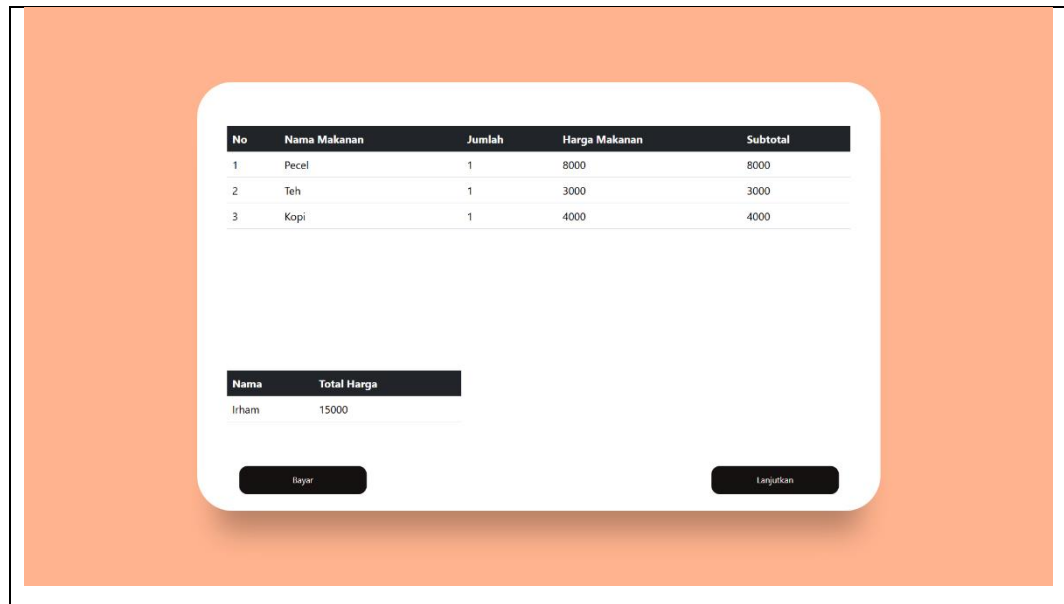 No Nama Makanan Jumlah Harga Makanan Subtotal
1 Pecel 1 8000 8000
2 Teh 1 3000 3000
3 Kopi 1 4000 4000
Nama Total Harga
Irham 15000
Bayar Lanjutkan